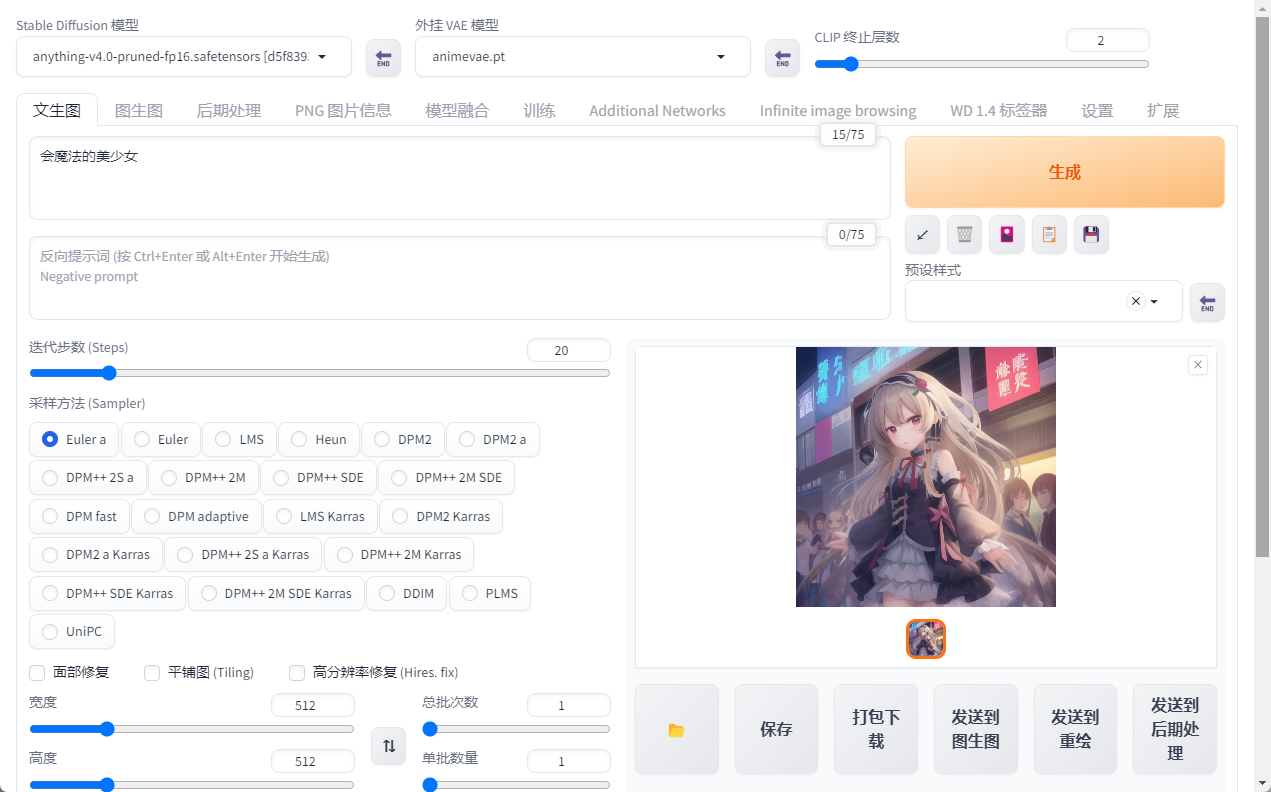 Stable Diffusion 模型
外挂 VAE 模型
CLIP 终止层数
2
anything-v4.0-pruned-fp16.safetensors [d5f839
END
animevae.pt
END
文生图
图生图
后期处理
PNG 图片信息
模型融合
训练
Additional Networks
Infinite image browsing
WD 1.4 标签器
设置
扩展
15/75
会魔法的美少女
生成
0/75
反向提示词 (按 Ctrl+Enter 或 Alt+Enter 开始生成)
Negative prompt
预设样式
END
迭代步数 (Steps)
20
采样方法 (Sampler)
Euler a
Euler
LMS
Heun
DPM2
DPM2 a
DPM++ 2S a
DPM++ 2M
DPM++ SDE
DPM++ 2M SDE
DPM fast
DPM adaptive
LMS Karras
DPM2 Karras
DPM2 a Karras
DPM++ 2S a Karras
DPM++ 2M Karras
DPM++ SDE Karras
DPM++ 2M SDE Karras
DDIM
PLMS
UniPC
面部修复
平铺图 (Tiling)
高分辨率修复 (Hires. fix)
宽度
512
总批次数
1
高度
512
单批数量
1
保存
打包下
载
发送到
图生图
发送到
重绘
发送到
后期处
理